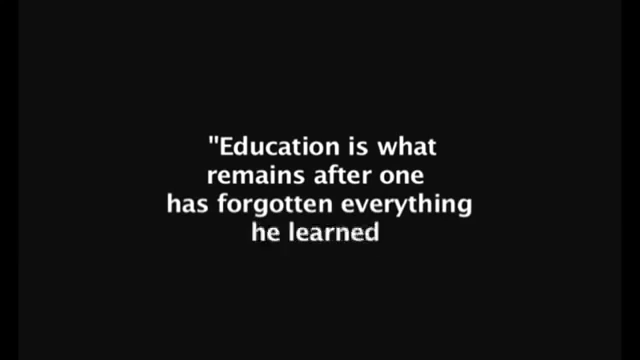 "Education is what
remains after one
has forgotten everything
he learned